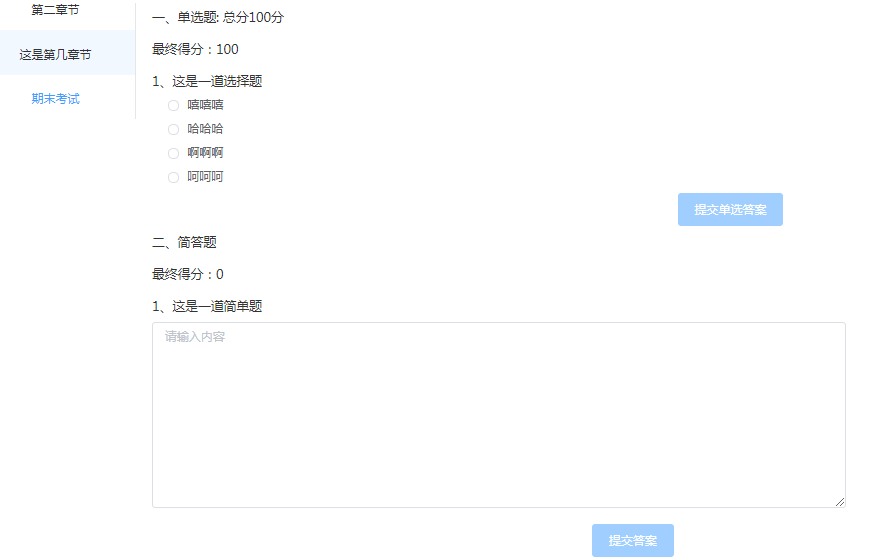 第二章节
这是第几章节
期末考试
一、单选题: 总分100分
最终得分：100
1、这是一道选择题
嘻嘻嘻
哈哈哈
啊啊啊
呵呵呵
提交单选答案
二、简答题
最终得分：0
1、这是一道简单题
请输入内容
提交答案